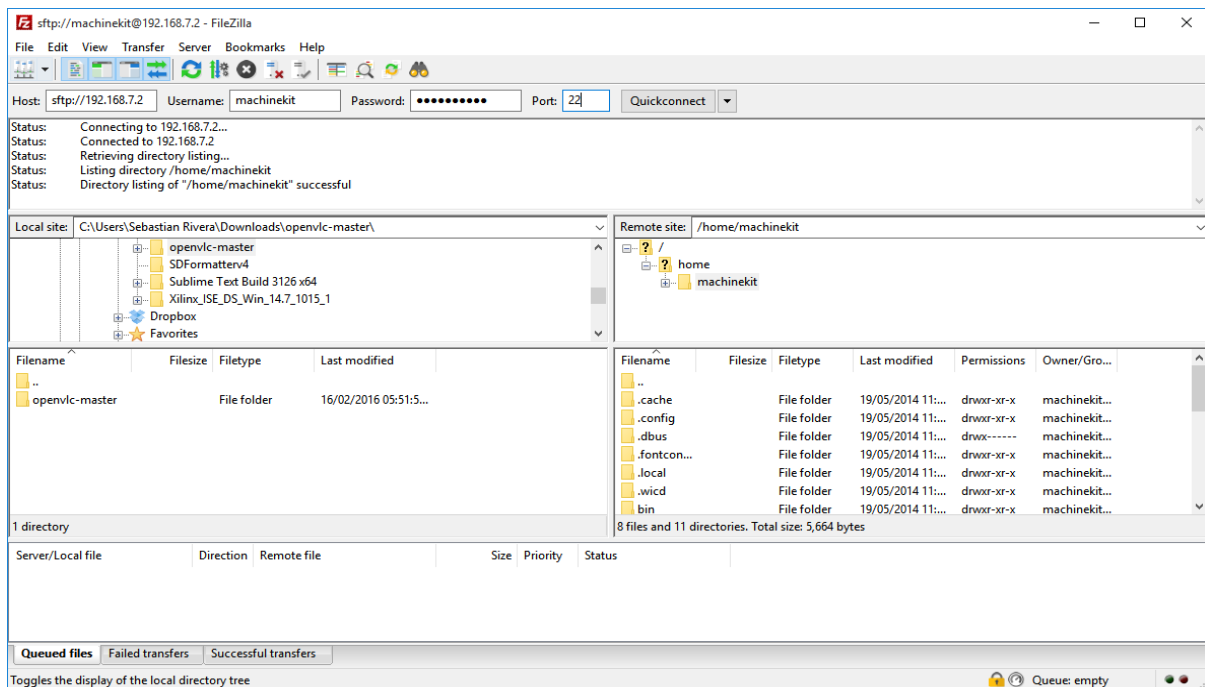 sftp://machinekit@192.168.7.2 - FileZilla
File Edit View Transfer Server Bookmarks Help
Host: sftp://192.168.7.2 Username: machinekit Password: ●●●●●●●●●● Port: 22 Quickconnect
Status: Connecting to 192.168.7.2...
Status: Connected to 192.168.7.2
Status: Retrieving directory listing...
Status: Listing directory /home/machinekit
Status: Directory listing of "/home/machinekit" successful
Local site: C:\Users\Sebastian Rivera\Downloads\openvlc-master\
openvlc-master
SDFormatterv4
Sublime Text Build 3126 x64
Xilinx_ISE_DS_Win_14.7_1015_1
Dropbox
Favorites
Remote site: /home/machinekit
? /
? home
machinekit
Filename Filesize Filetype Last modified
..
openvlc-master File folder 16/02/2016 05:51:5...
1 directory
Filename Filesize Filetype Last modified Permissions Owner/Gro...
..
.cache File folder 19/05/2014 11:... drwxr-xr-x machinekit...
.config File folder 19/05/2014 11:... drwxr-xr-x machinekit...
.dbus File folder 19/05/2014 11:... drwx------ machinekit...
.fontcon... File folder 19/05/2014 11:... drwxr-xr-x machinekit...
.local File folder 19/05/2014 11:... drwxr-xr-x machinekit...
.wicd File folder 19/05/2014 11:... drwxr-xr-x machinekit...
bin File folder 19/05/2014 11:... drwxr-xr-x machinekit...
8 files and 11 directories. Total size: 5,664 bytes
Server/Local file Direction Remote file Size Priority Status
Queued files Failed transfers Successful transfers
Toggles the display of the local directory tree Queue: empty